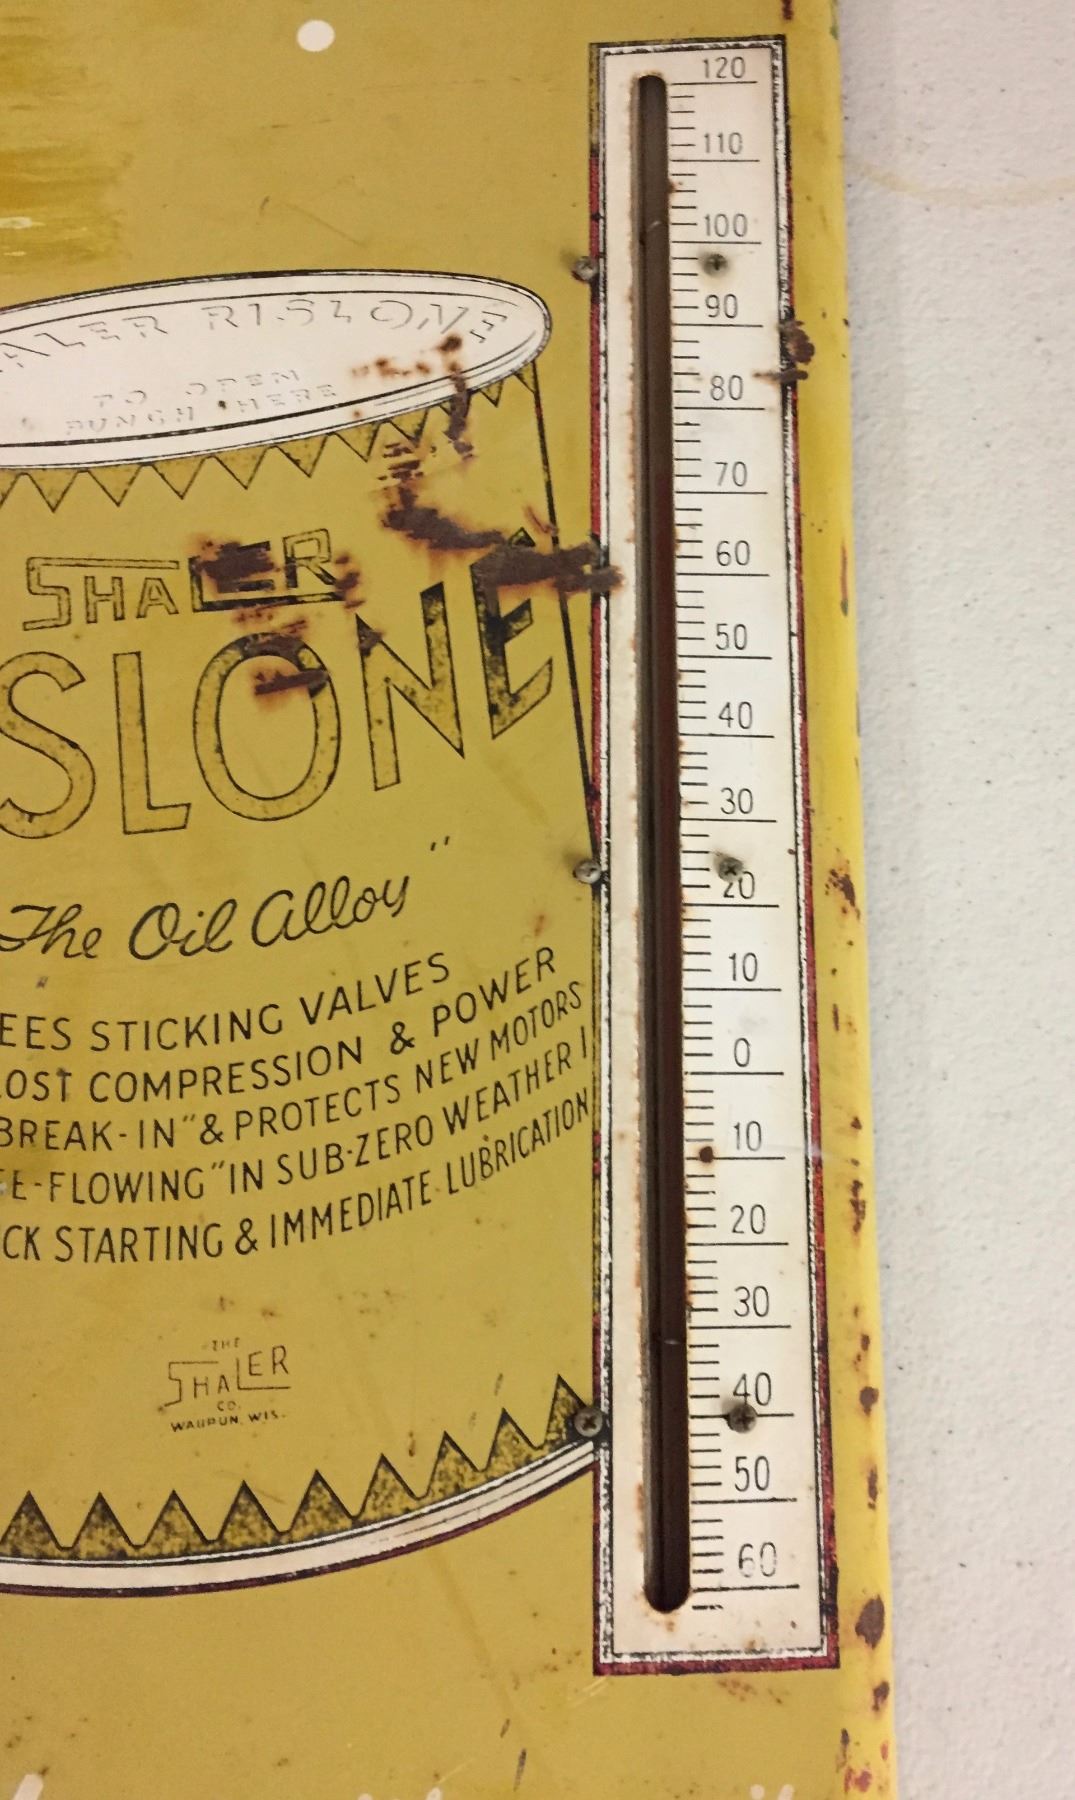 ALER RISLONE
TO OPEN
PUNCH HERE
SHALER
SLONE
The Oil Alloy"
EES STICKING VALVES
LOST COMPRESSION & POWER
BREAK-IN" & PROTECTS NEW MOTORS
EE-FLOWING" IN SUB-ZERO WEATHER
CK STARTING & IMMEDIATE LUBRICATION
THE
SHALER
CO.
WAUPUN, WIS.
120
110
100
90
80
70
60
50
40
30
20
10
0
10
20
30
40
50
60